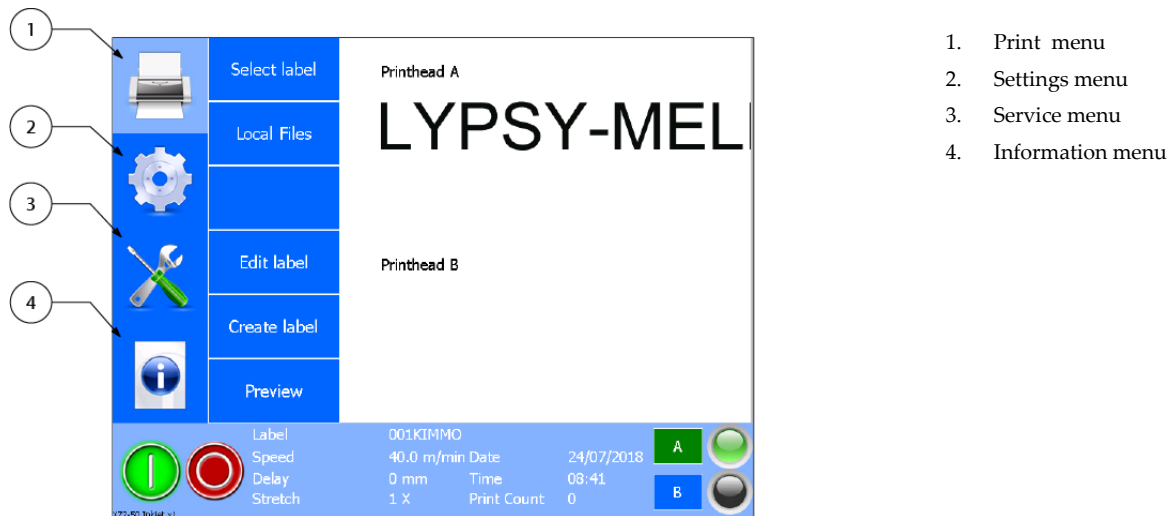 1
2
3
4
Select label
Local Files
Edit label
Create label
Preview
Printhead A
LYPSY-MEL
Printhead B
Label 001KIMMO
Speed 40.0 m/min Date 24/07/2018
Delay 0 mm Time 08:41
Stretch 1 X Print Count 0
A
B
1. Print menu
2. Settings menu
3. Service menu
4. Information menu